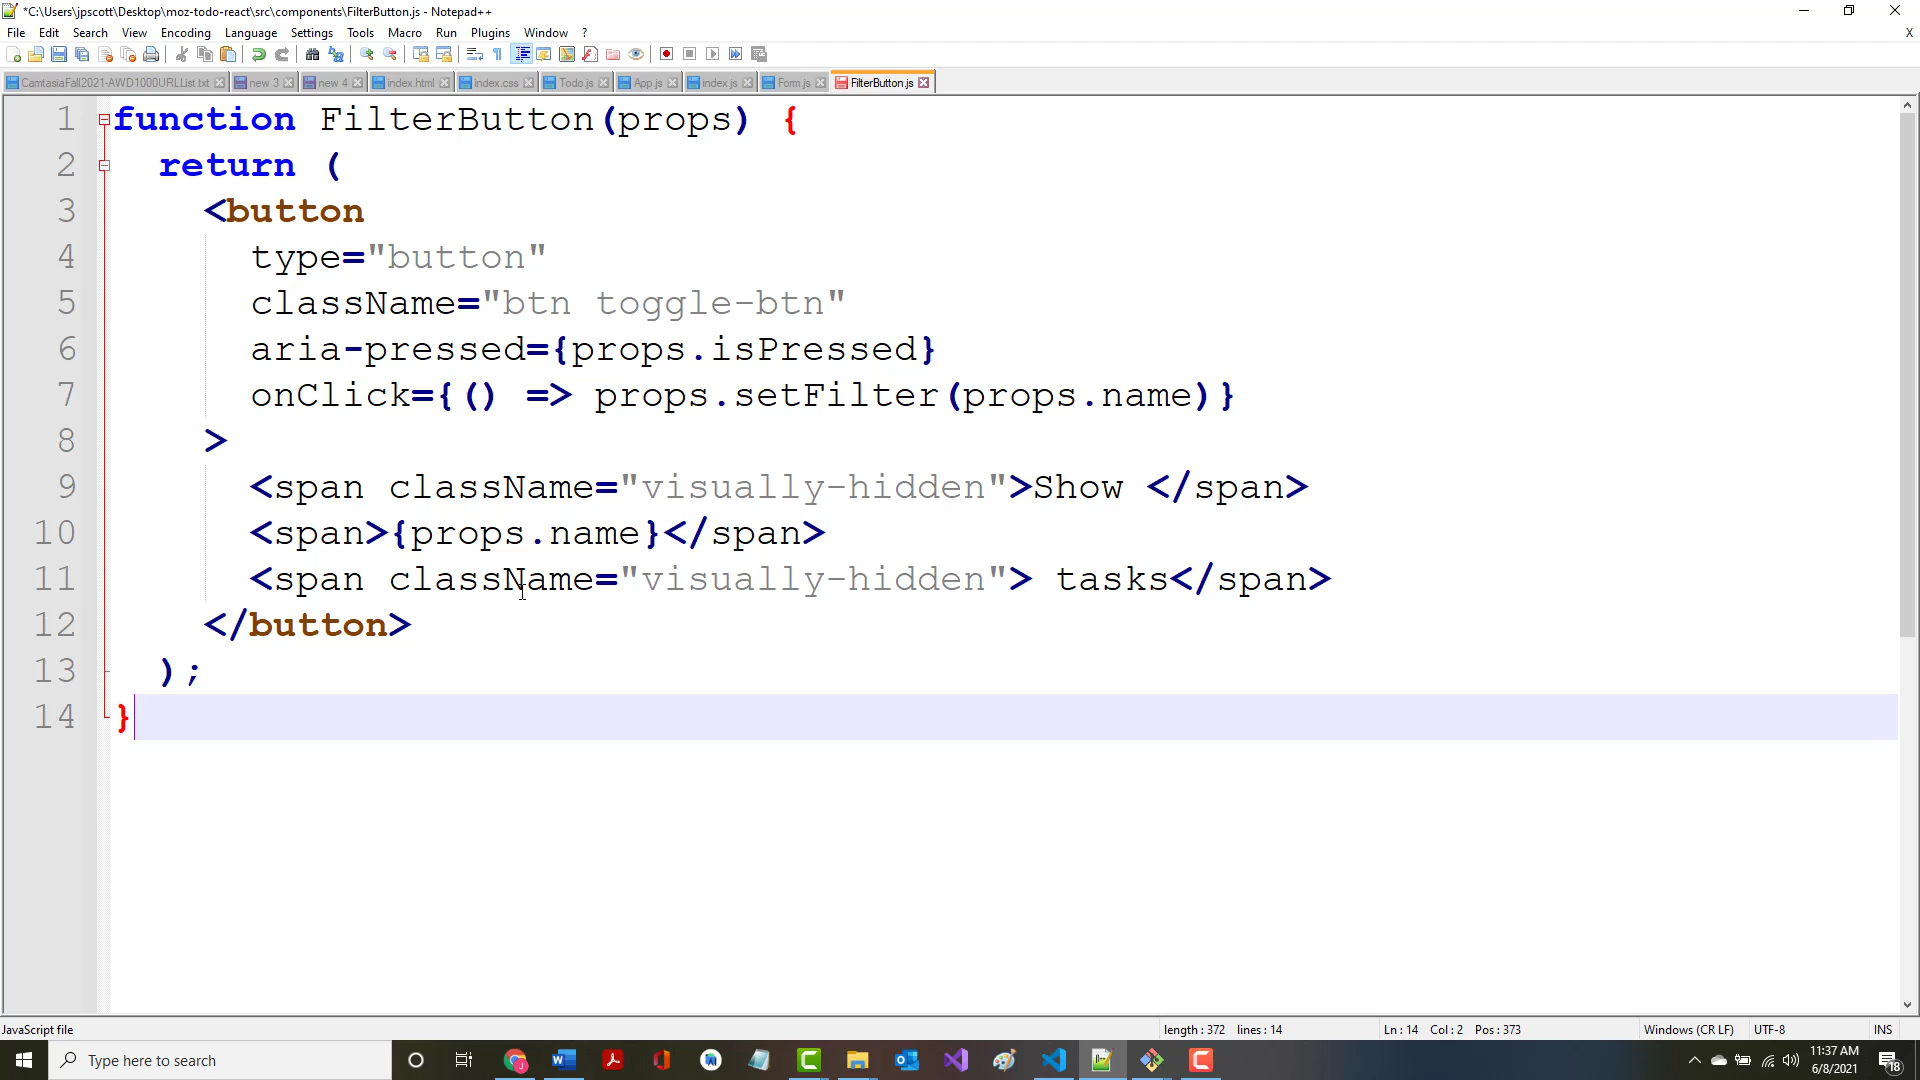 *C:\Users\jpscott\Desktop\moz-todo-react\src\components\FilterButton.js - Notepad++
File Edit Search View Encoding Language Settings Tools Macro Run Plugins Window ? X
CamtasiaFall2021-AWD1000URLList.txt new 3 new 4 index.html index.css Todo.js App.js index.js Form.js FilterButton.js
1 function FilterButton(props) {
2 return (
3 <button
4 type="button"
5 className="btn toggle-btn"
6 aria-pressed={props.isPressed}
7 onClick={() => props.setFilter(props.name)}
8 >
9 <span className="visually-hidden">Show </span>
10 <span>{props.name}</span>
11 <span className="visually-hidden"> tasks</span>
12 </button>
13 );
14 }
JavaScript file length : 372 lines : 14 Ln : 14 Col : 2 Pos : 373 Windows (CR LF) UTF-8 INS
Type here to search
11:37 AM
6/8/2021
18